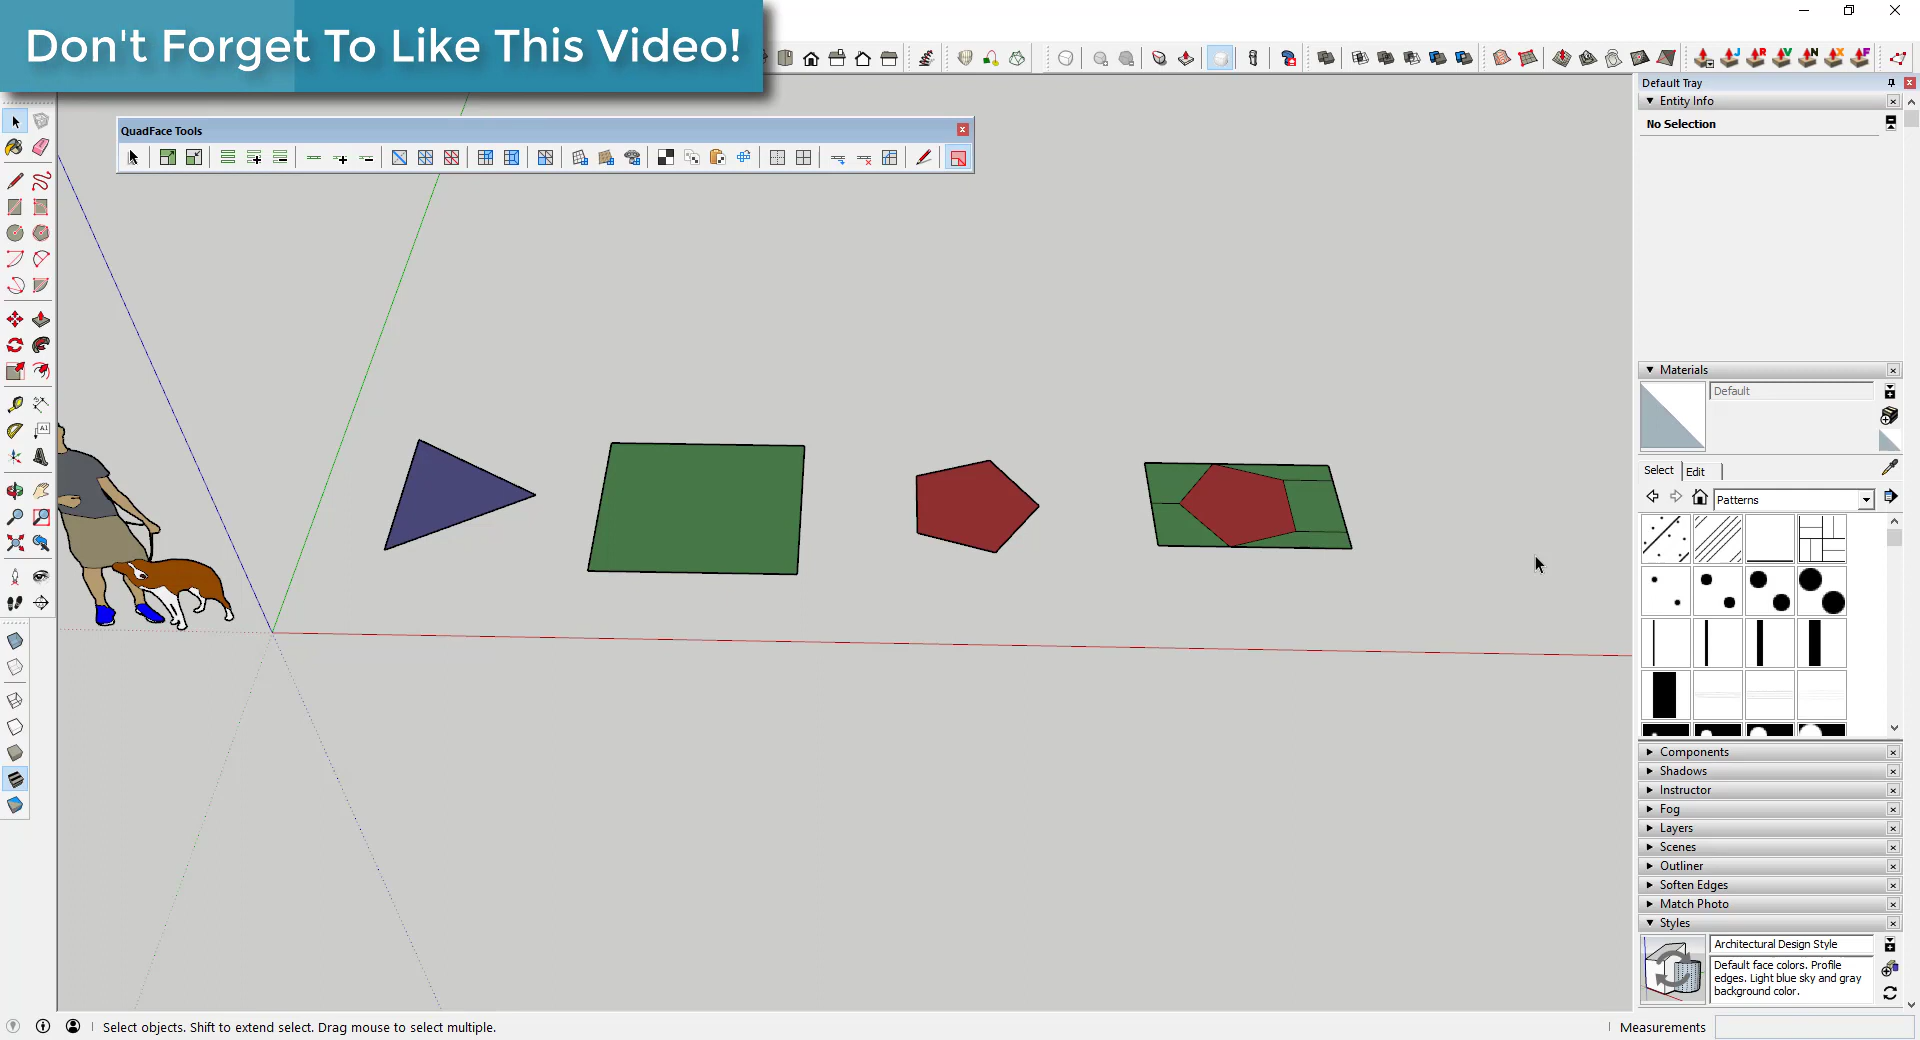 Don't Forget To Like This Video!
Default Tray
Entity Info
No Selection
QuadFace Tools
A1
J
R
V
N
X
F
Materials
Default
Select
Edit
Patterns
Components
Shadows
Instructor
Fog
Layers
Scenes
Outliner
Soften Edges
Match Photo
Styles
Architectural Design Style
Default face colors. Profile
edges. Light blue sky and gray
background color.
Select objects. Shift to extend select. Drag mouse to select multiple.
Measurements